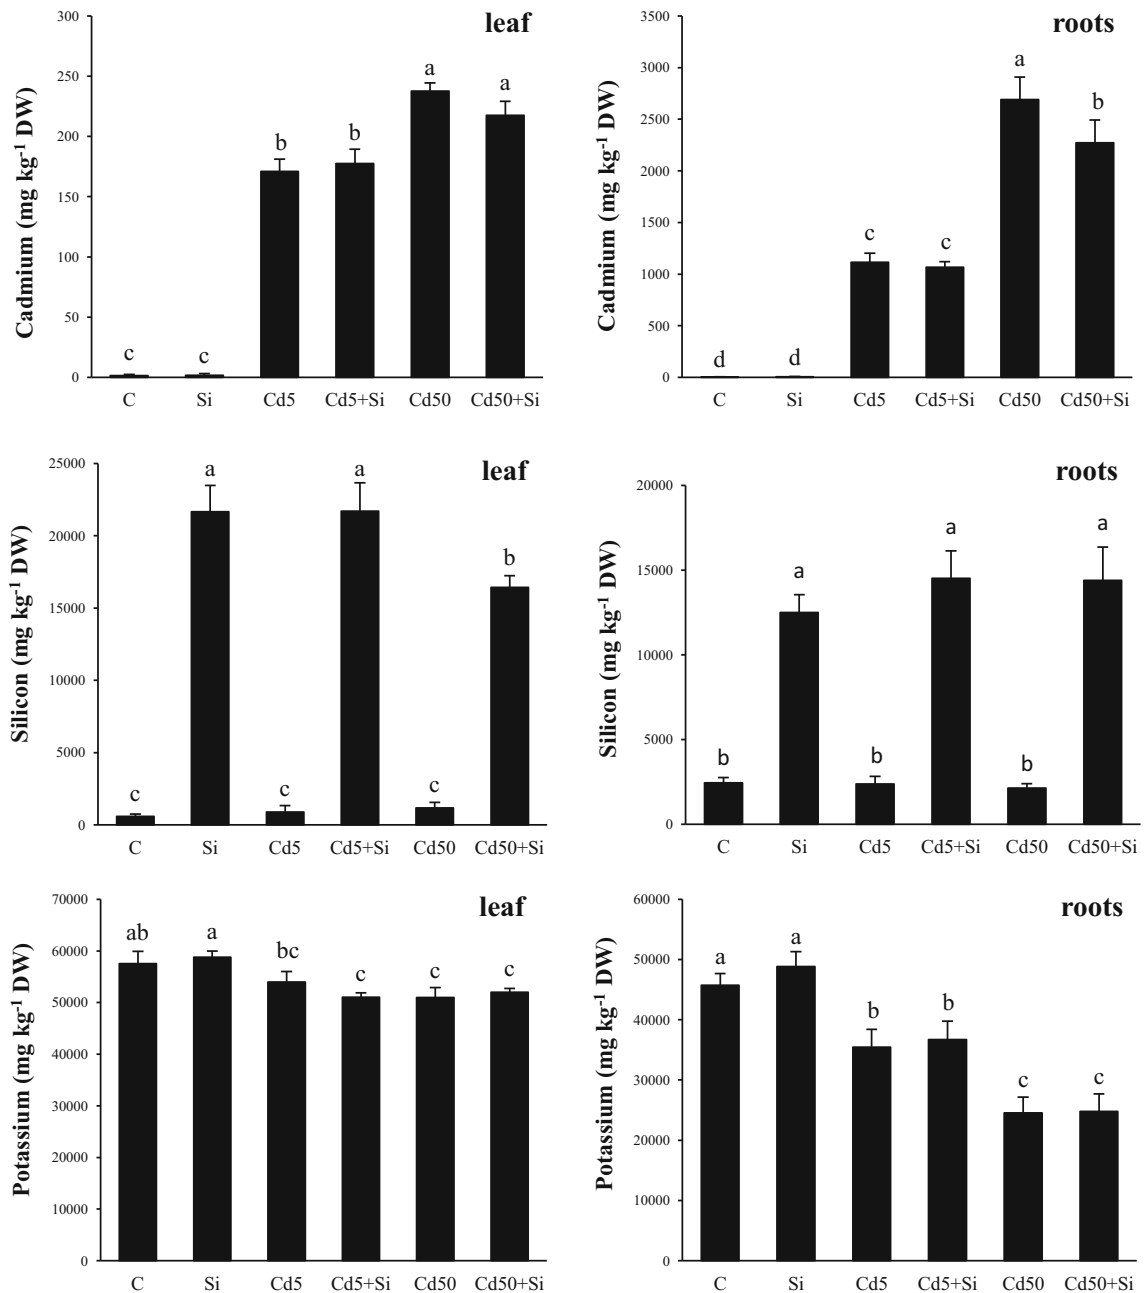 leaf
Cadmium (mg kg-1 DW)
300
250
200
150
100
50
0
c
c
b
b
a
a
C Si Cd5 Cd5+Si Cd50 Cd50+Si
roots
Cadmium (mg kg-1 DW)
3500
3000
2500
2000
1500
1000
500
0
d
d
c
c
a
b
C Si Cd5 Cd5+Si Cd50 Cd50+Si
leaf
Silicon (mg kg-1 DW)
25000
20000
15000
10000
5000
0
c
a
c
a
c
b
C Si Cd5 Cd5+Si Cd50 Cd50+Si
roots
Silicon (mg kg-1 DW)
20000
15000
10000
5000
0
b
a
b
a
b
a
C Si Cd5 Cd5+Si Cd50 Cd50+Si
leaf
Potassium (mg kg-1 DW)
70000
60000
50000
40000
30000
20000
10000
0
ab
a
bc
c
c
c
C Si Cd5 Cd5+Si Cd50 Cd50+Si
roots
Potassium (mg kg-1 DW)
60000
50000
40000
30000
20000
10000
0
a
a
b
b
c
c
C Si Cd5 Cd5+Si Cd50 Cd50+Si